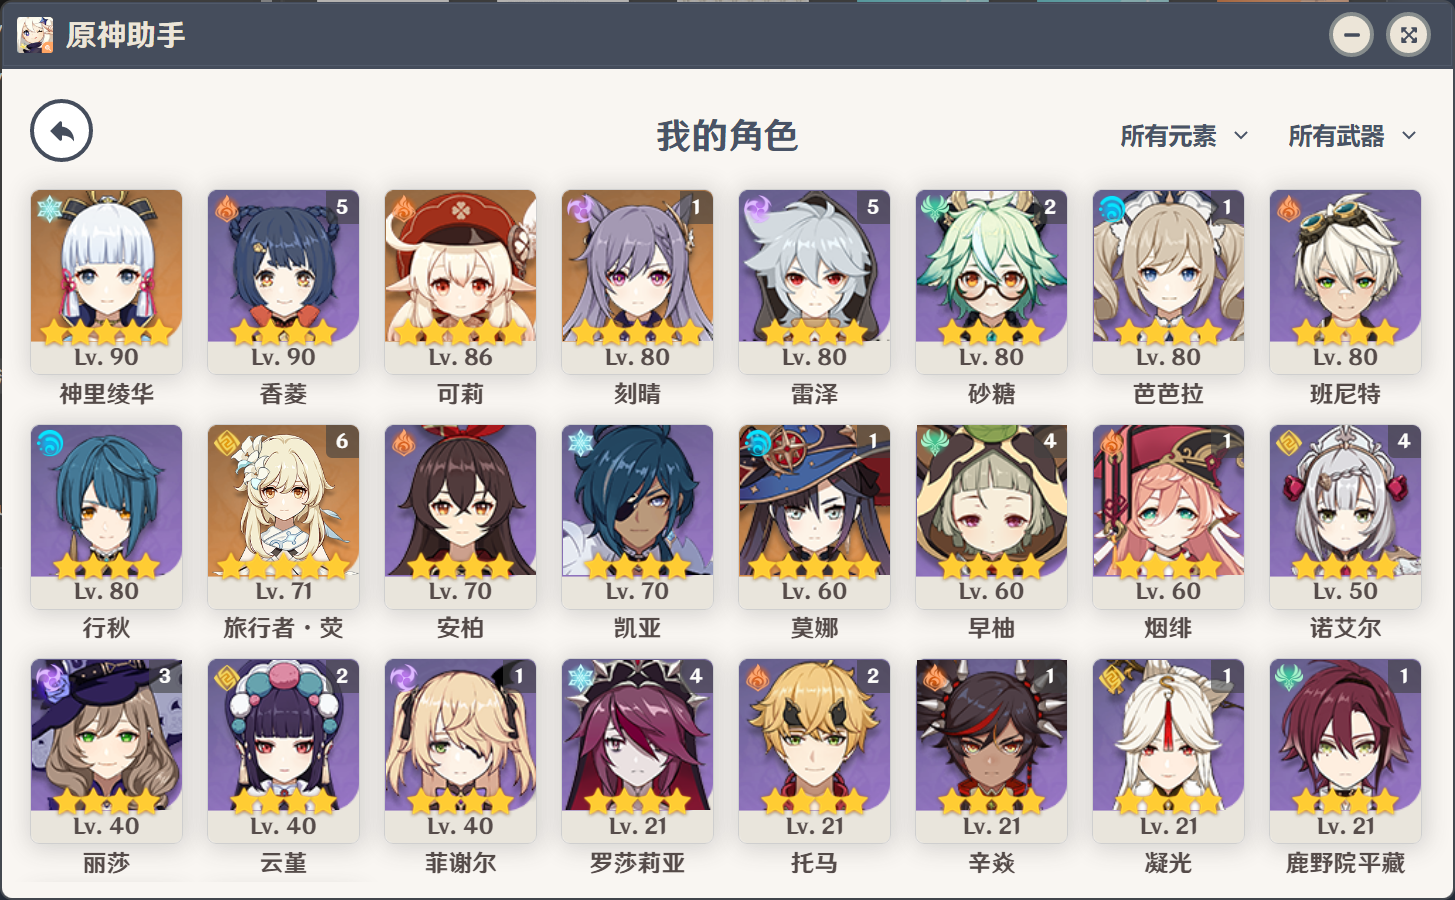 原神助手
我的角色
所有元素
所有武器
5 1 5 2 1
Lv. 90 Lv. 90 Lv. 86 Lv. 80 Lv. 80 Lv. 80 Lv. 80 Lv. 80
神里绫华 香菱 可莉 刻晴 雷泽 砂糖 芭芭拉 班尼特
6 1 4 1 4
Lv. 80 Lv. 71 Lv. 70 Lv. 70 Lv. 60 Lv. 60 Lv. 60 Lv. 50
行秋 旅行者·荧 安柏 凯亚 莫娜 早柚 烟绯 诺艾尔
3 2 1 4 2 1 1 1
Lv. 40 Lv. 40 Lv. 40 Lv. 21 Lv. 21 Lv. 21 Lv. 21 Lv. 21
丽莎 云堇 菲谢尔 罗莎莉亚 托马 辛焱 凝光 鹿野院平藏